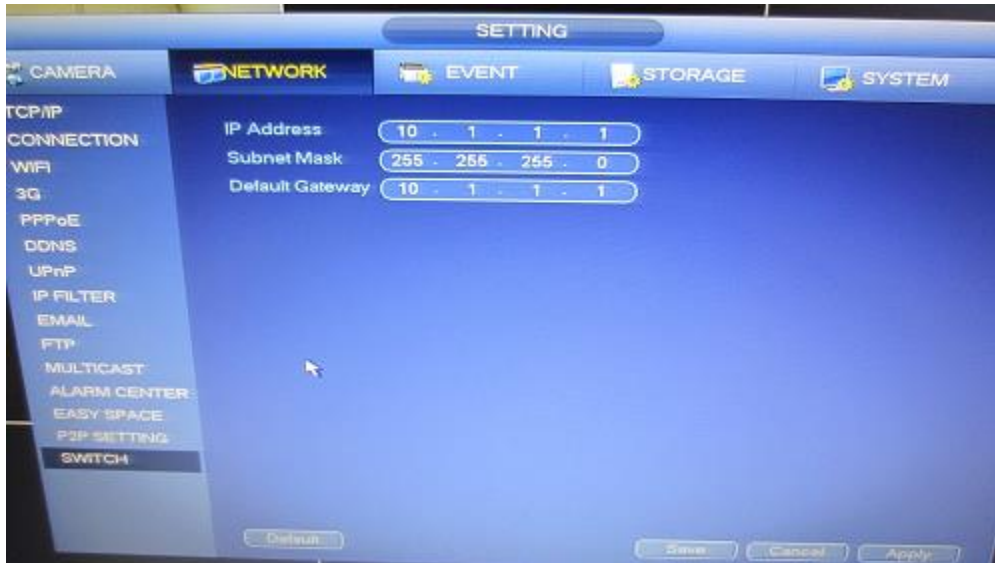 SETTING
CAMERA NETWORK EVENT STORAGE SYSTEM
TCP/IP
CONNECTION
WIFI
3G
PPPoE
DDNS
UPnP
IP FILTER
EMAIL
FTP
MULTICAST
ALARM CENTER
EASY SPACE
P2P SETTING
SWITCH
IP Address 10 . 1 . 1 . 1
Subnet Mask 255 . 255 . 255 . 0
Default Gateway 10 . 1 . 1 . 1
Default Save Cancel Apply